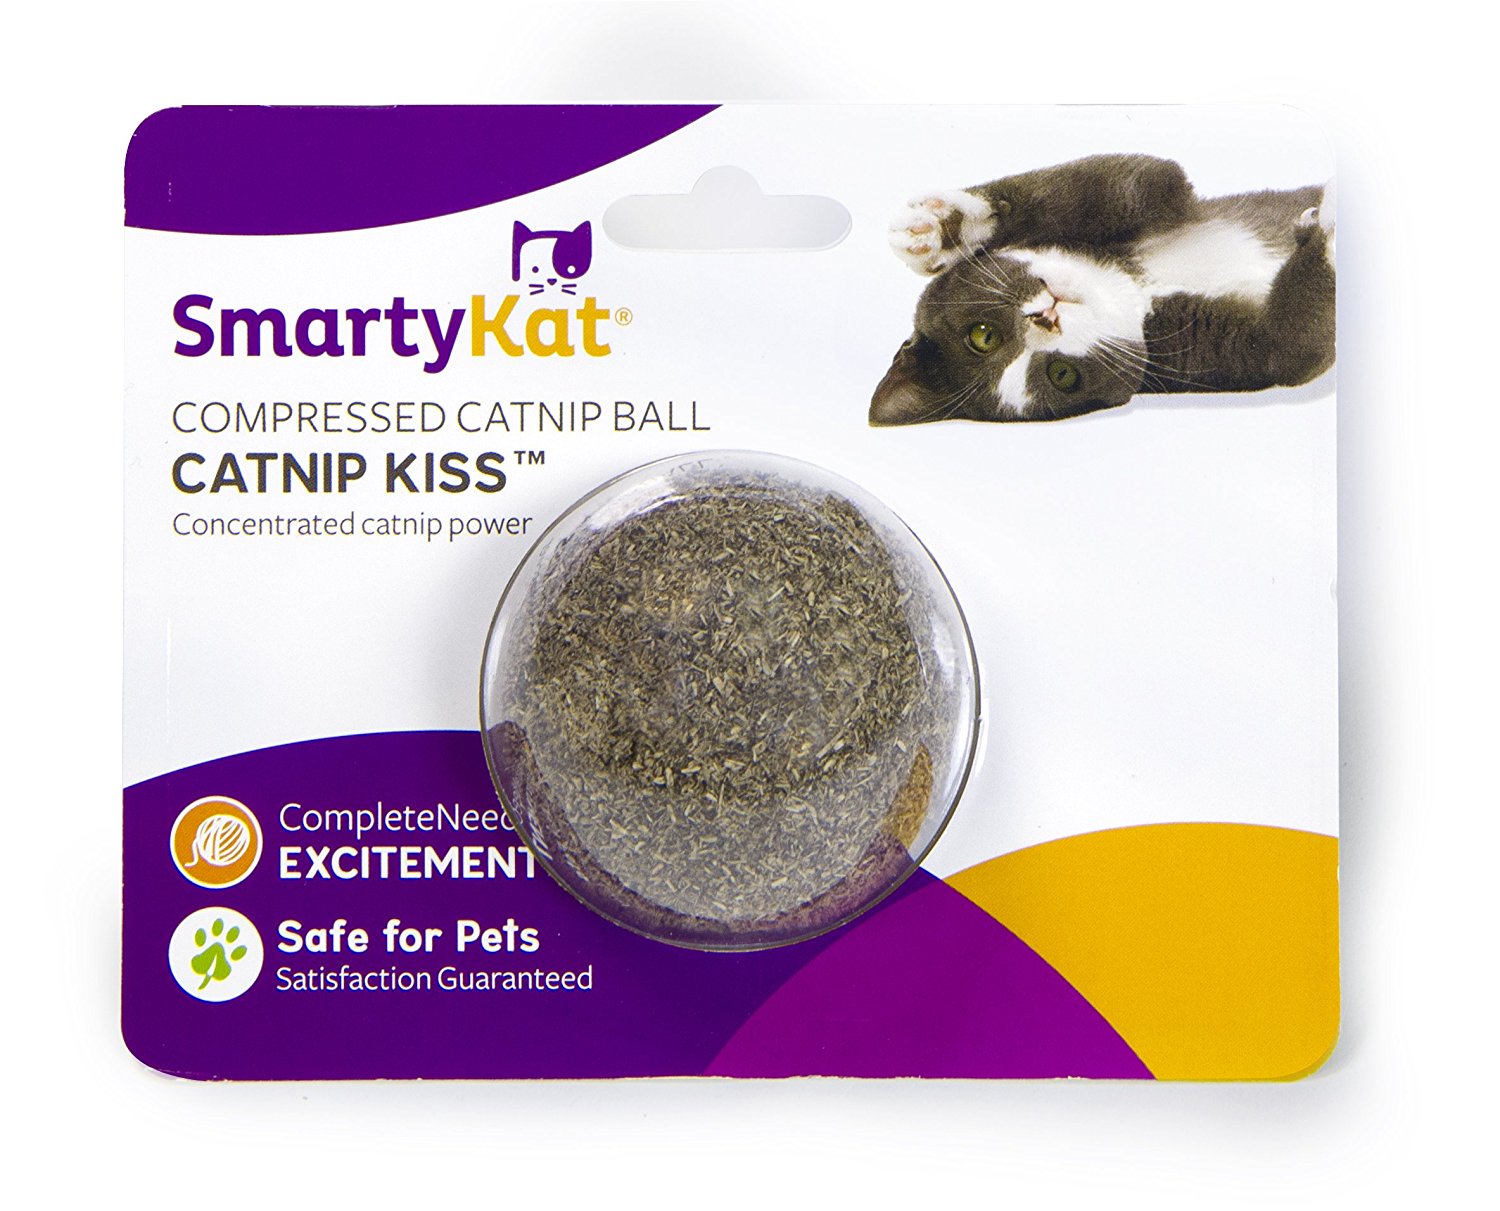 SmartyKat®
COMPRESSED CATNIP BALL
CATNIP KISS™
Concentrated catnip power
EXCITEMENT
Safe for Pets
Satisfaction Guaranteed